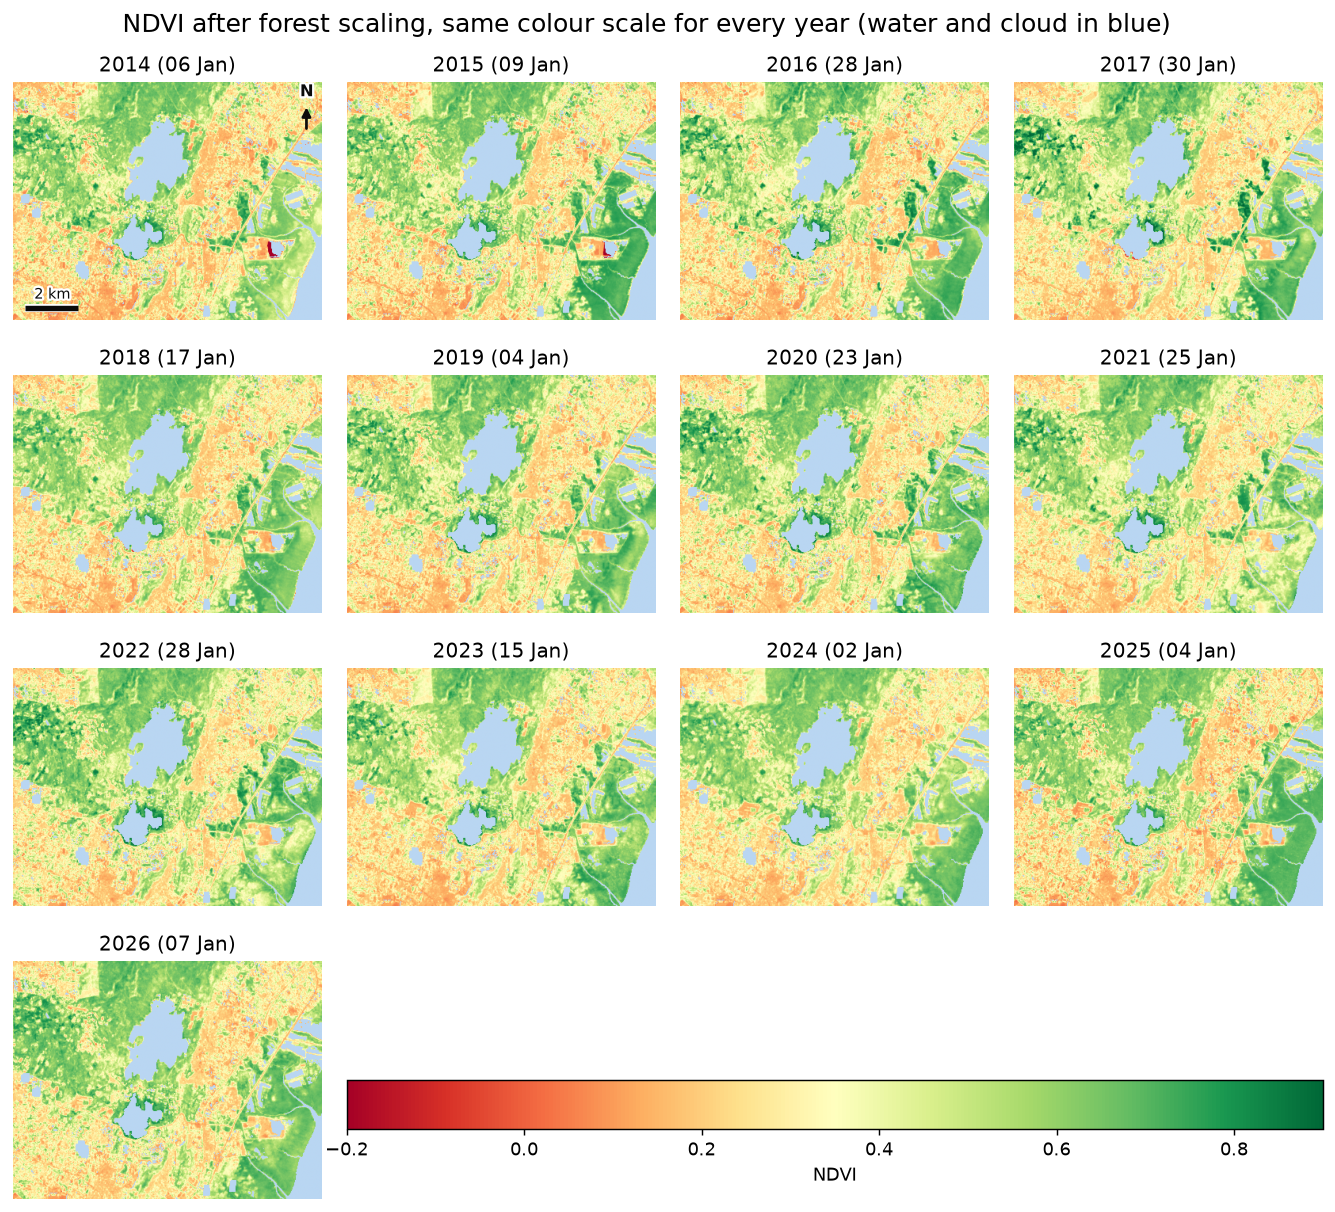 NDVI after forest scaling, same colour scale for every year (water and cloud in blue)
2014 (06 Jan)
2015 (09 Jan)
2016 (28 Jan)
2017 (30 Jan)
N
2 km
2018 (17 Jan)
2019 (04 Jan)
2020 (23 Jan)
2021 (25 Jan)
2022 (28 Jan)
2023 (15 Jan)
2024 (02 Jan)
2025 (04 Jan)
2026 (07 Jan)
−0.2 0.0 0.2 0.4 0.6 0.8
NDVI